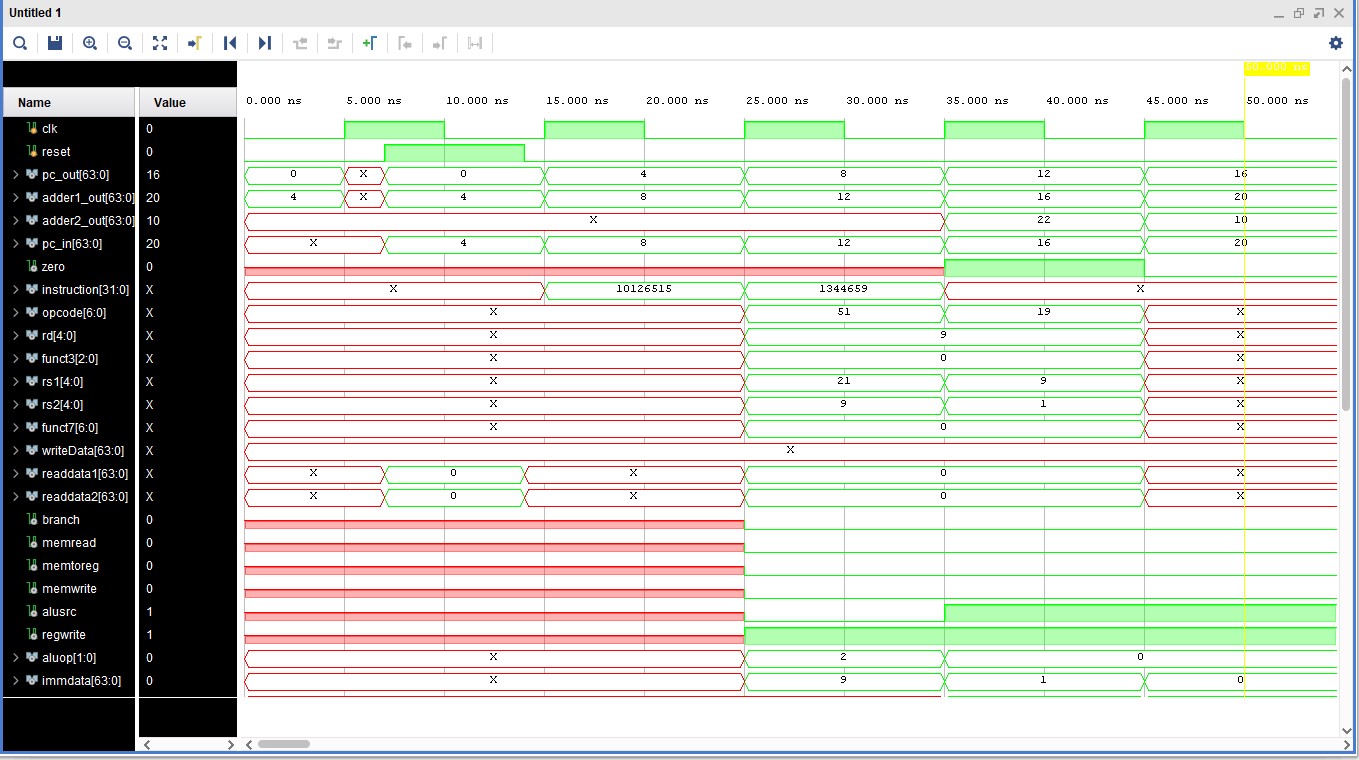 Untitled 1
50.000 ns
Name Value 0.000 ns 5.000 ns 10.000 ns 15.000 ns 20.000 ns 25.000 ns 30.000 ns 35.000 ns 40.000 ns 45.000 ns 50.000 ns
clk 0
reset 0
pc_out[63:0] 16 0 X 0 4 8 12 16
adder1_out[63:0] 20 4 X 4 8 12 16 20
adder2_out[63:0] 10 X 22 10
pc_in[63:0] 20 X 4 8 12 16 20
zero 0
instruction[31:0] X X 10126515 1344659 X
opcode[6:0] X X 51 19 X
rd[4:0] X X 9 X
funct3[2:0] X X 0 X
rs1[4:0] X X 21 9 X
rs2[4:0] X X 9 1 X
funct7[6:0] X X 0 X
writeData[63:0] X X
readdata1[63:0] X X 0 X 0 X
readdata2[63:0] X X 0 X 0 X
branch 0
memread 0
memtoreg 0
memwrite 0
alusrc 1
regwrite 1
aluop[1:0] 0 X 2 0
immdata[63:0] 0 X 9 1 0